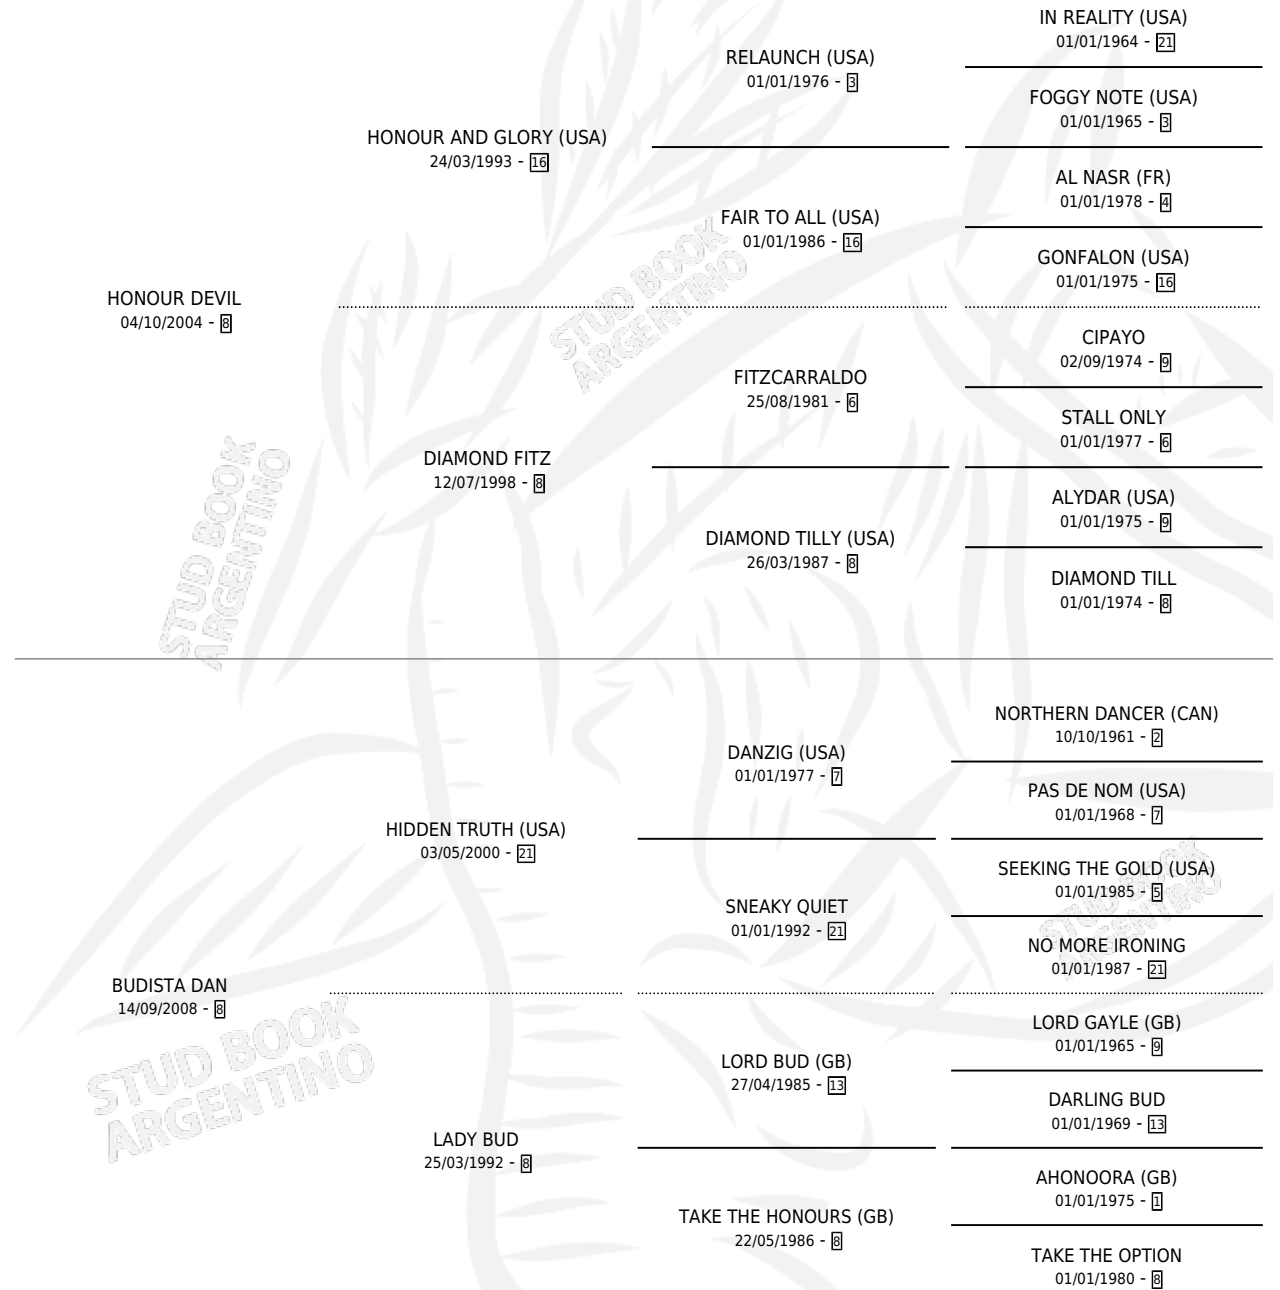 IN REALITY (USA)
01/01/1964 - 21
RELAUNCH (USA)
01/01/1976 - 3
FOGGY NOTE (USA)
01/01/1965 - 3
HONOUR AND GLORY (USA)
24/03/1993 - 16
AL NASR (FR)
01/01/1978 - 4
FAIR TO ALL (USA)
01/01/1986 - 16
GONFALON (USA)
01/01/1975 - 16
HONOUR DEVIL
04/10/2004 - 8
STUD BOOK
ARGENTINO
CIPAYO
02/09/1974 - 9
FITZCARRALDO
25/08/1981 - 6
STALL ONLY
01/01/1977 - 6
DIAMOND FITZ
12/07/1998 - 8
ALYDAR (USA)
01/01/1975 - 9
DIAMOND TILLY (USA)
26/03/1987 - 8
DIAMOND TILL
01/01/1974 - 8
STUD BOOK
ARGENTINO
NORTHERN DANCER (CAN)
10/10/1961 - 2
DANZIG (USA)
01/01/1977 - 7
PAS DE NOM (USA)
01/01/1968 - 7
HIDDEN TRUTH (USA)
03/05/2000 - 21
SEEKING THE GOLD (USA)
01/01/1985 - 5
SNEAKY QUIET
01/01/1992 - 21
STUD BOOK
ARGENTINO
NO MORE IRONING
01/01/1987 - 21
BUDISTA DAN
14/09/2008 - 8
STUD BOOK
ARGENTINO
LORD GAYLE (GB)
01/01/1965 - 9
LORD BUD (GB)
27/04/1985 - 13
DARLING BUD
01/01/1969 - 13
LADY BUD
25/03/1992 - 8
AHONOORA (GB)
01/01/1975 - 1
TAKE THE HONOURS (GB)
22/05/1986 - 8
TAKE THE OPTION
01/01/1980 - 8